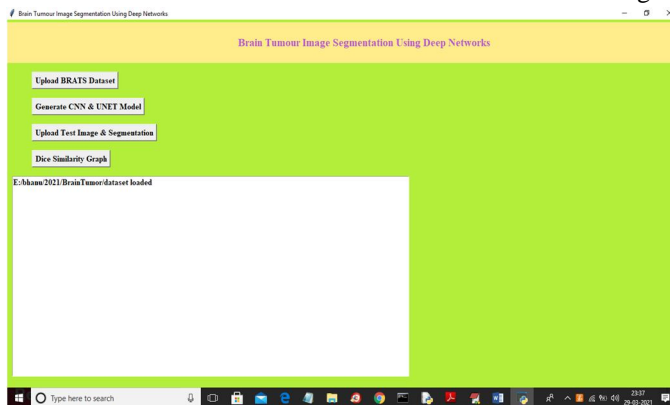 Brain Tumour Image Segmentation Using Deep Networks
Brain Tumour Image Segmentation Using Deep Networks
Upload BRATS Dataset
Generate CNN & UNET Model
Upload Test Image & Segmentation
Dice Similarity Graph
E:/bhanu/2021/BrainTumor/dataset loaded
Type here to search
23:37
29-03-2021